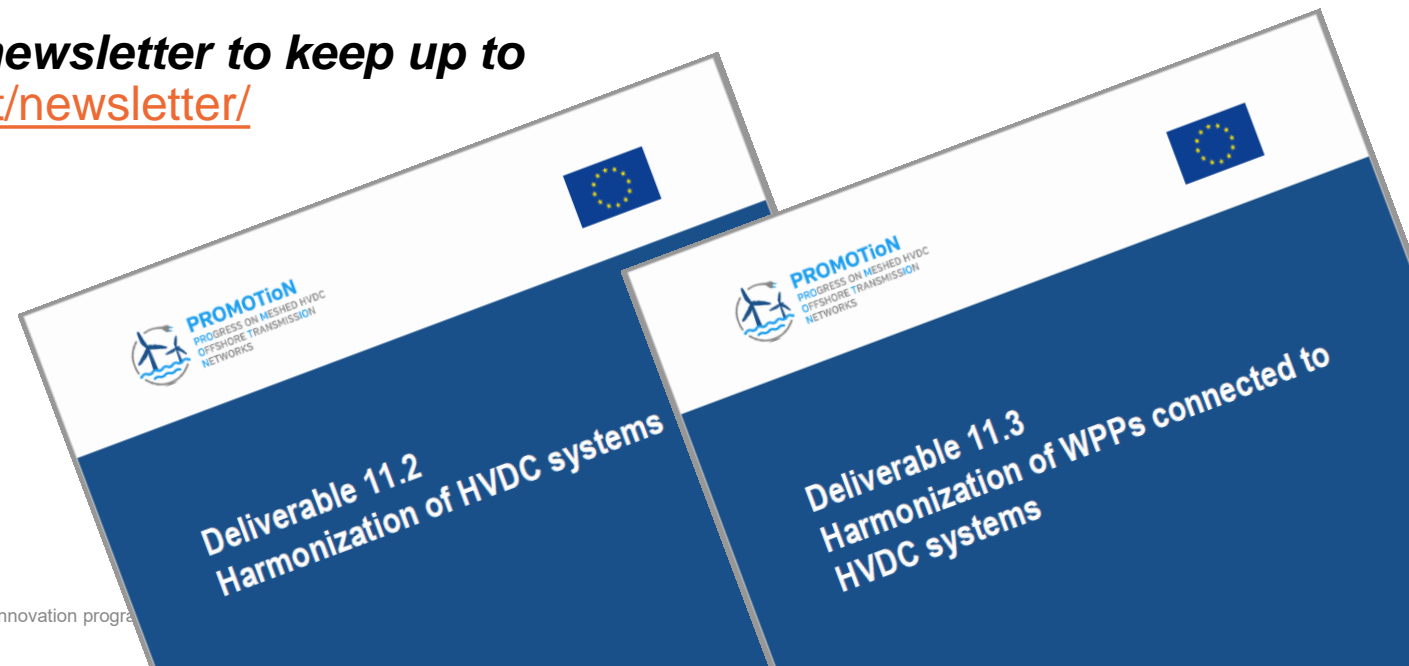 ewsletter to keep up to
t/newsletter/
PROMOTioN
PROGRESS ON MESHED HVDC
OFFSHORE TRANSMISSION
NETWORKS
Deliverable 11.2
Harmonization of HVDC systems
PROMOTioN
PROGRESS ON MESHED HVDC
OFFSHORE TRANSMISSION
NETWORKS
Deliverable 11.3
Harmonization of WPPs connected to
HVDC systems
nnovation progra